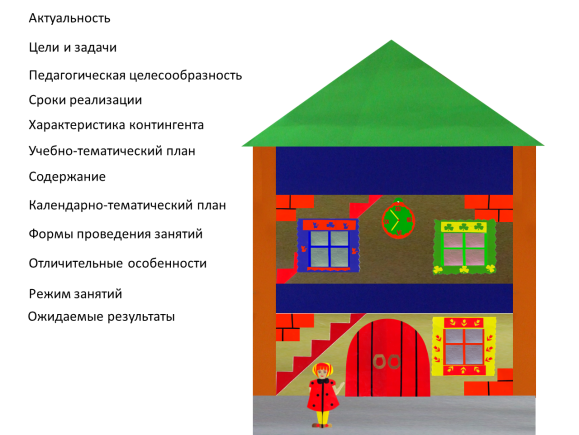 Актуальность
Цели и задачи
Педагогическая целесообразность
Сроки реализации
Характеристика контингента
Учебно-тематический план
Содержание
Календарно-тематический план
Формы проведения занятий
Отличительные особенности
Режим занятий
Ожидаемые результаты